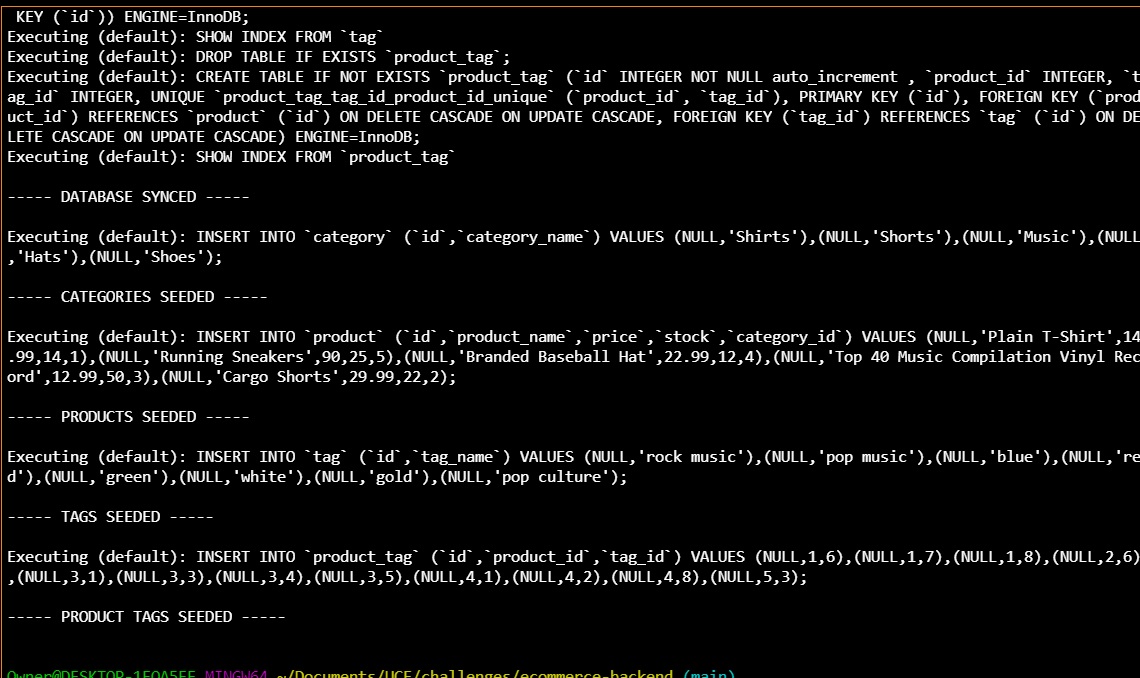 KEY (`id`)) ENGINE=InnoDB;
Executing (default): SHOW INDEX FROM `tag`
Executing (default): DROP TABLE IF EXISTS `product_tag`;
Executing (default): CREATE TABLE IF NOT EXISTS `product_tag` (`id` INTEGER NOT NULL auto_increment , `product_id` INTEGER, `t
ag_id` INTEGER, UNIQUE `product_tag_tag_id_product_id_unique` (`product_id`, `tag_id`), PRIMARY KEY (`id`), FOREIGN KEY (`prod
uct_id`) REFERENCES `product` (`id`) ON DELETE CASCADE ON UPDATE CASCADE, FOREIGN KEY (`tag_id`) REFERENCES `tag` (`id`) ON DE
LETE CASCADE ON UPDATE CASCADE) ENGINE=InnoDB;
Executing (default): SHOW INDEX FROM `product_tag`
----- DATABASE SYNCED -----
Executing (default): INSERT INTO `category` (`id`,`category_name`) VALUES (NULL,'Shirts'),(NULL,'Shorts'),(NULL,'Music'),(NULL
,'Hats'),(NULL,'Shoes');
----- CATEGORIES SEEDED -----
Executing (default): INSERT INTO `product` (`id`,`product_name`,`price`,`stock`,`category_id`) VALUES (NULL,'Plain T-Shirt',14
.99,14,1),(NULL,'Running Sneakers',90,25,5),(NULL,'Branded Baseball Hat',22.99,12,4),(NULL,'Top 40 Music Compilation Vinyl Rec
ord',12.99,50,3),(NULL,'Cargo Shorts',29.99,22,2);
----- PRODUCTS SEEDED -----
Executing (default): INSERT INTO `tag` (`id`,`tag_name`) VALUES (NULL,'rock music'),(NULL,'pop music'),(NULL,'blue'),(NULL,'re
d'),(NULL,'green'),(NULL,'white'),(NULL,'gold'),(NULL,'pop culture');
----- TAGS SEEDED -----
Executing (default): INSERT INTO `product_tag` (`id`,`product_id`,`tag_id`) VALUES (NULL,1,6),(NULL,1,7),(NULL,1,8),(NULL,2,6)
,(NULL,3,1),(NULL,3,3),(NULL,3,4),(NULL,3,5),(NULL,4,1),(NULL,4,2),(NULL,4,8),(NULL,5,3);
----- PRODUCT TAGS SEEDED -----
MINGW64 ~/Documents/UCF/challenges/ecommerce-backend (main)